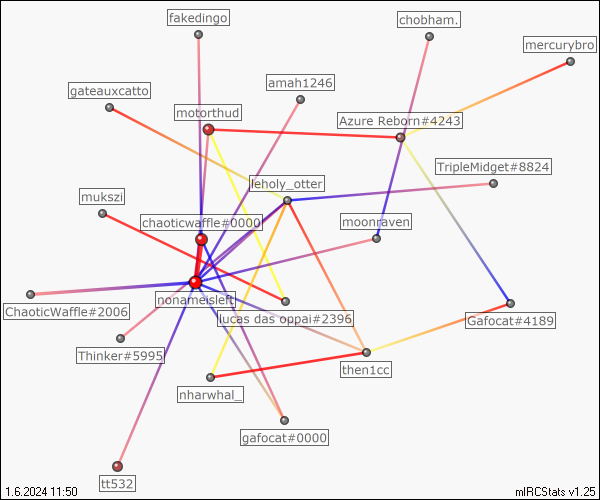 fakedingo
chobham.
mercurybro
amah1246
gateauxcatto
motorthud
Azure Reborn#4243
TripleMidget#8824
leholy_otter
mukszi
chaoticwaffle#0000
moonraven
nonameisleft
ChaoticWaffle#2006
lucas das oppai#2396
Gafocat#4189
Thinker#5995
then1cc
nharwhal_
gafocat#0000
tt532
1.6.2024 11:50
mIRCStats v1.25